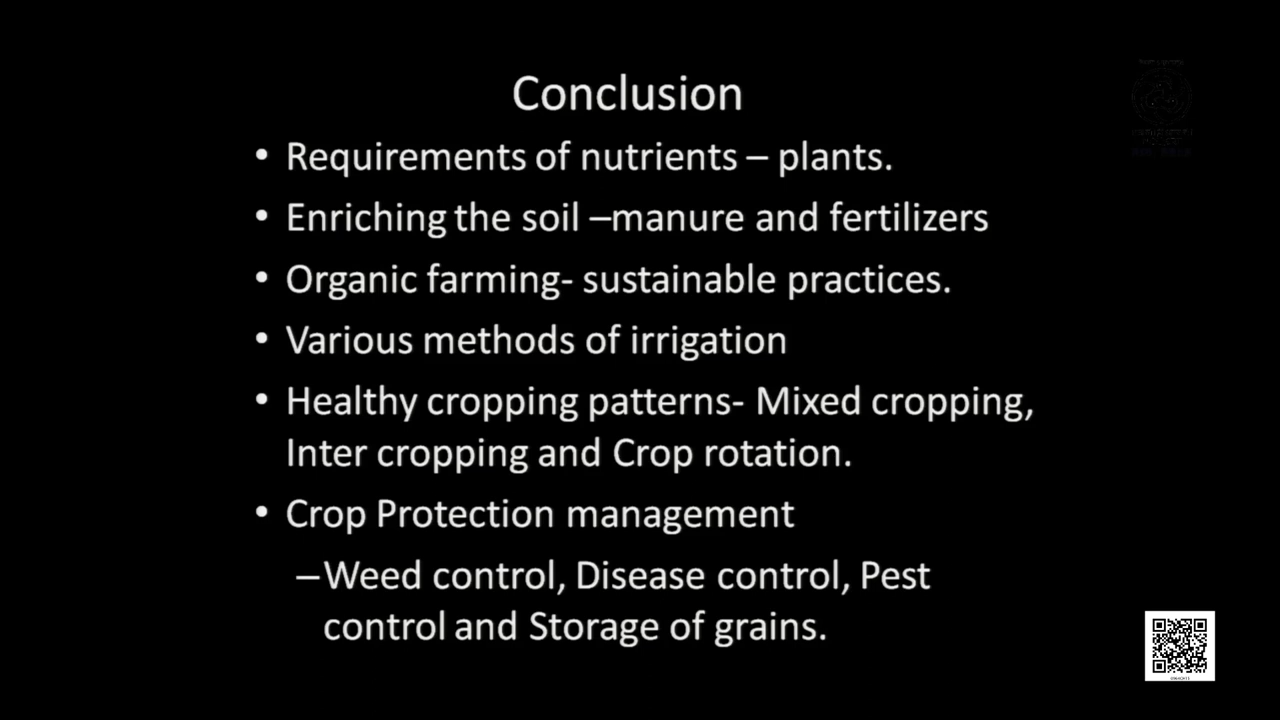 Conclusion
• Requirements of nutrients – plants.
• Enriching the soil –manure and fertilizers
• Organic farming- sustainable practices.
• Various methods of irrigation
• Healthy cropping patterns- Mixed cropping,
Inter cropping and Crop rotation.
• Crop Protection management
–Weed control, Disease control, Pest
control and Storage of grains.